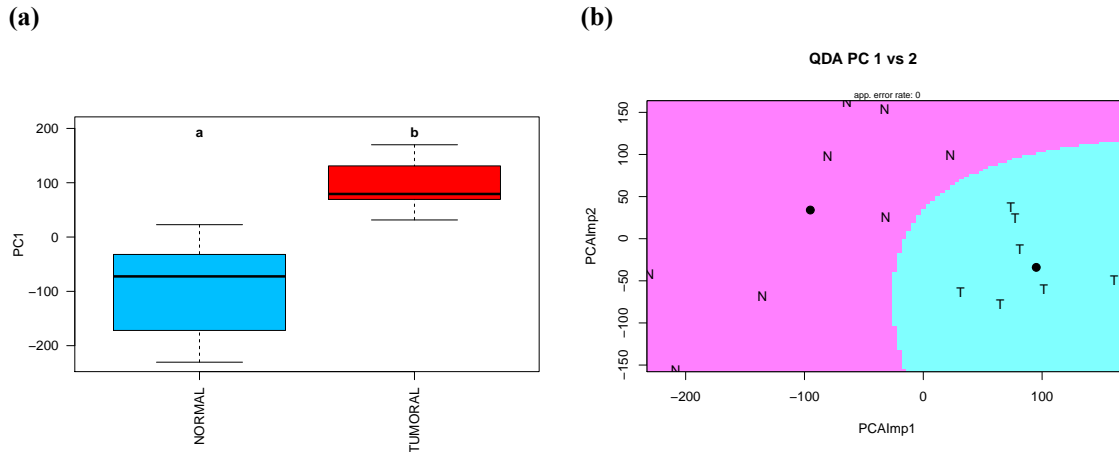 (a)
(b)
PC1
200
100
0
−100
−200
a
b
NORMAL
TUMORAL
QDA PC 1 vs 2
app. error rate: 0
PCAImp2
150
100
50
0
−50
−100
−150
N
N
N
N
N
N
N
N
T
T
T
T
T
T
T
−200
−100
0
100
PCAImp1